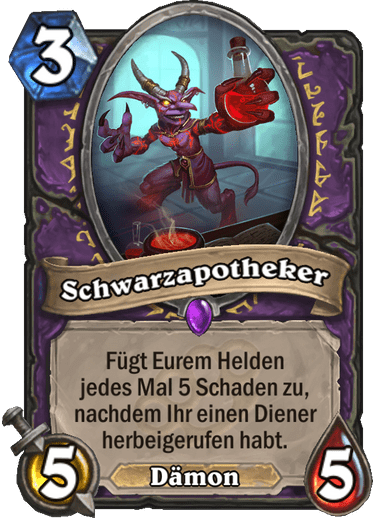 3
Schwarzapotheker
Fügt Eurem Helden
jedes Mal 5 Schaden zu,
nachdem Ihr einen Diener
herbeigerufen habt.
5
Dämon
5